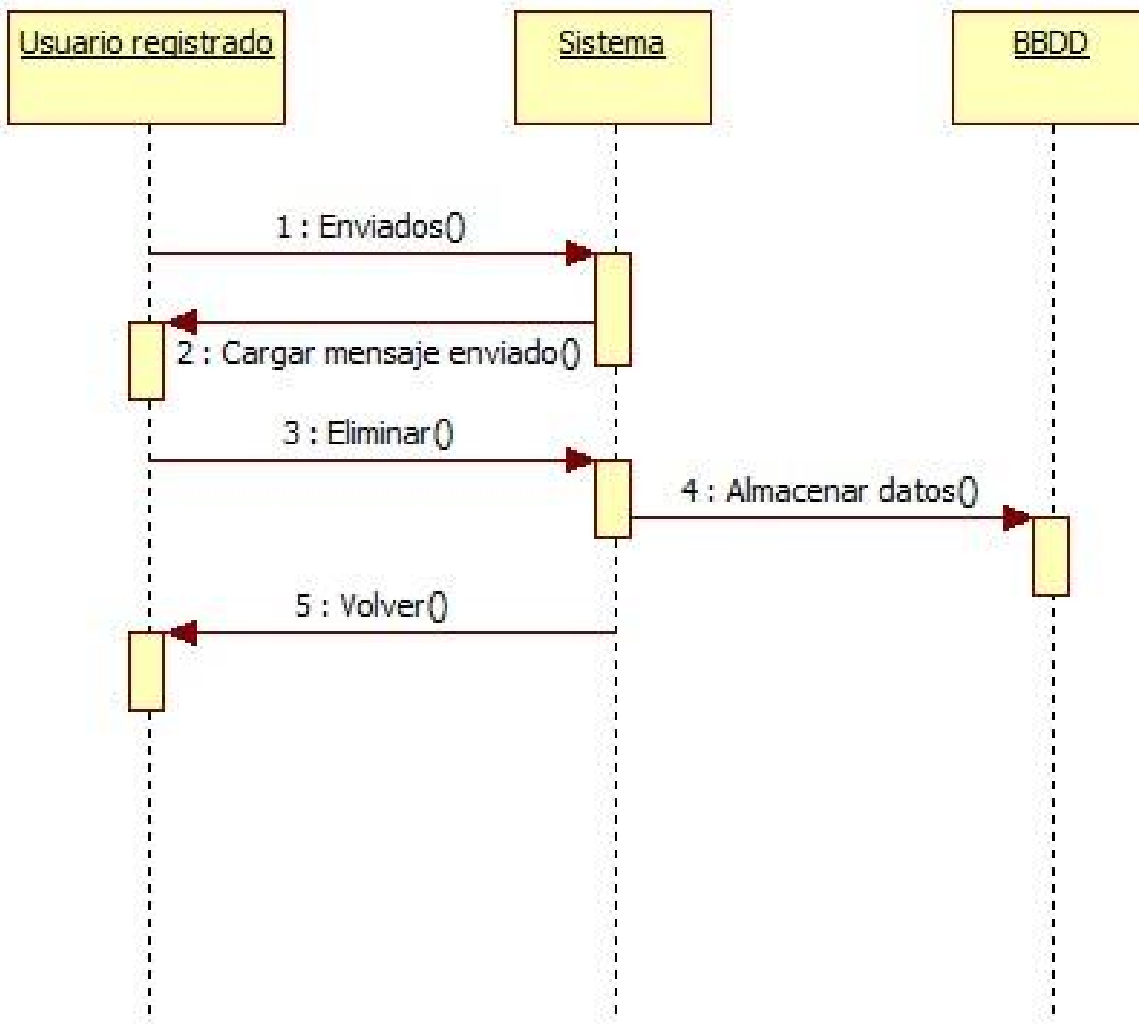 Usuario registrado
Sistema
BBDD
1 : Enviados()
2 : Cargar mensaje enviado()
3 : Eliminar()
4 : Almacenar datos()
5 : Volver()